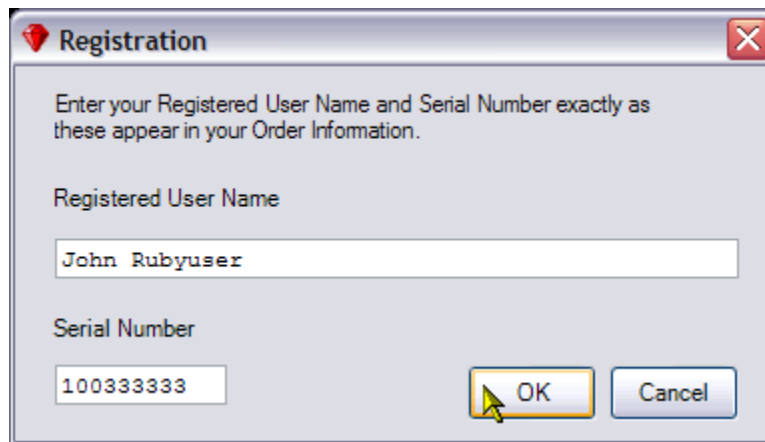 Registration
Enter your Registered User Name and Serial Number exactly as
these appear in your Order Information.
Registered User Name
John Rubyuser
Serial Number
100333333
OK
Cancel